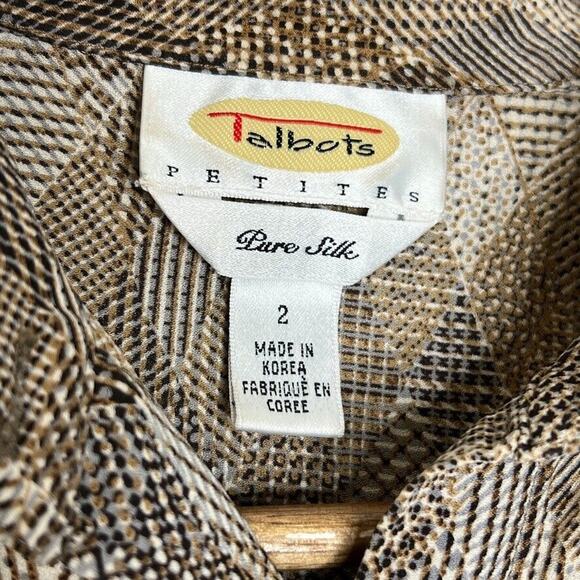 Talbots
PETITES
Pure Silk
2
MADE IN
KOREA
FABRIQUÉ EN
COREE